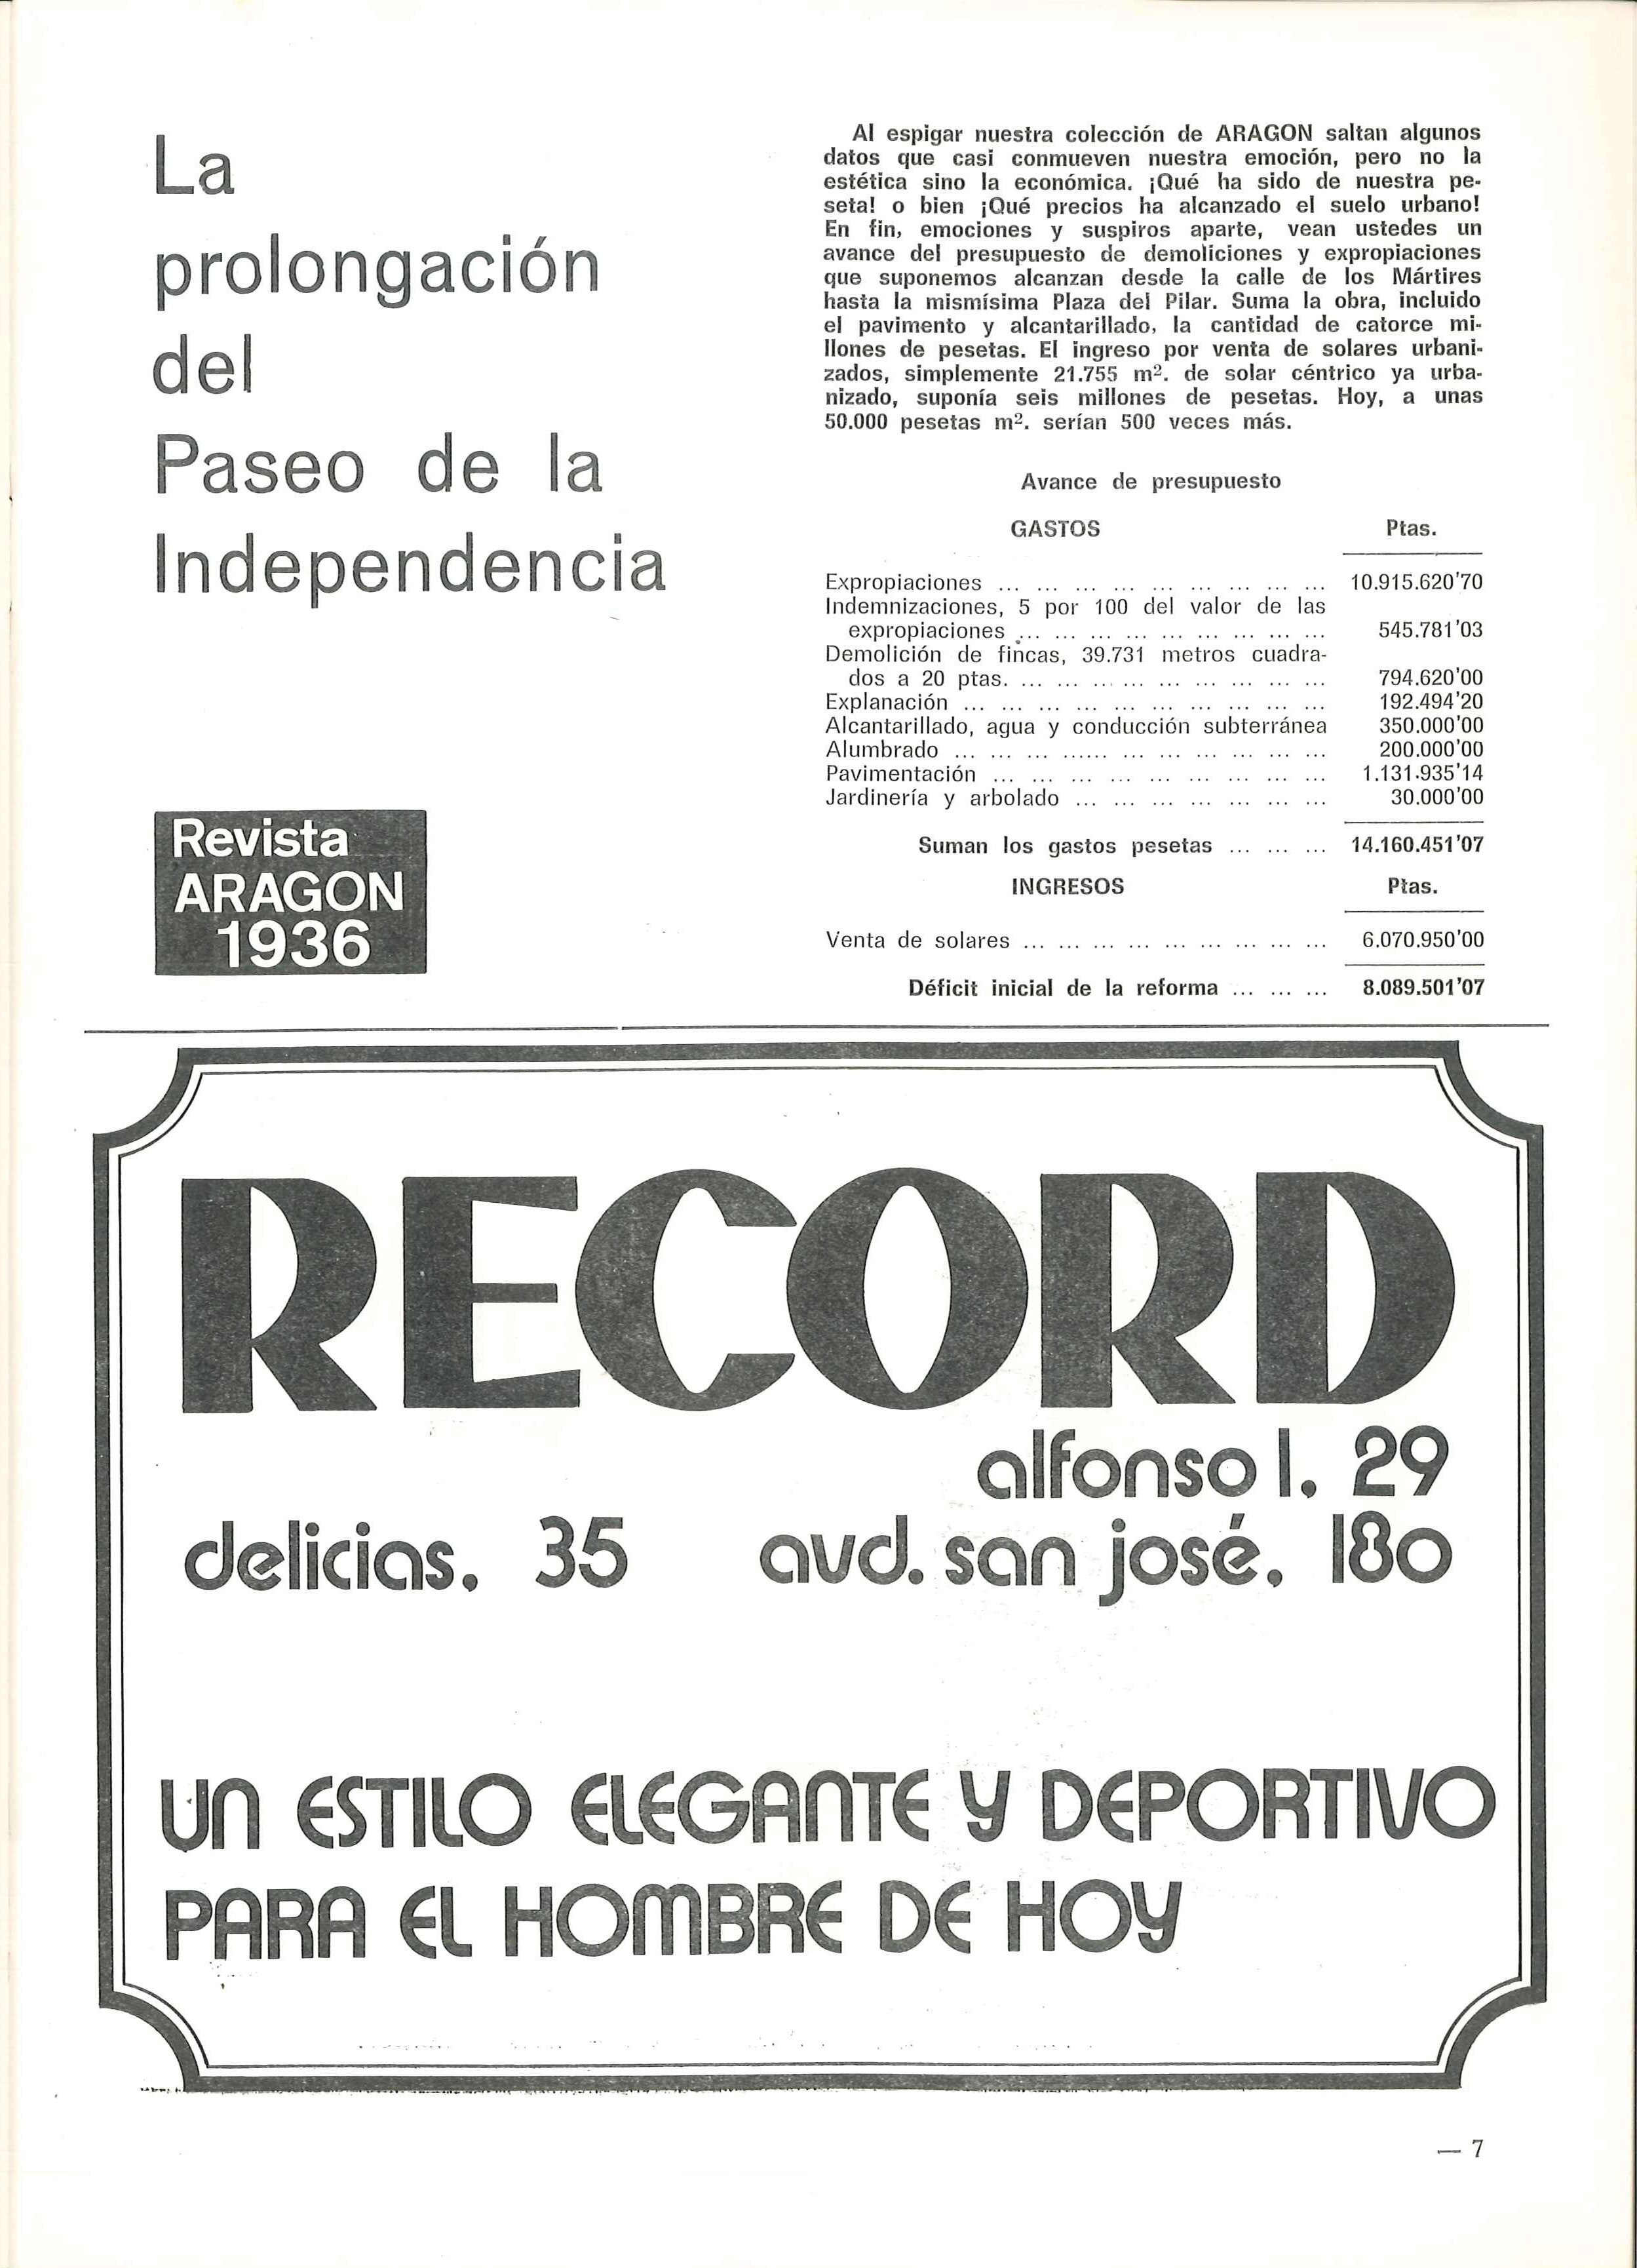 La
prolongación
del
Paseo de la
Independencia
Revista
ARAGON
1936
Al espigar nuestra colección de ARAGON saltan algunos
datos que casi conmueven nuestra emoción, pero no la
estética sino la económica. ¡Qué ha sido de nuestra pe-
seta! o bien ¡Qué precios ha alcanzado el suelo urbano!
En fin, emociones y suspiros aparte, vean ustedes un
avance del presupuesto de demoliciones y expropiaciones
que suponemos alcanzan desde la calle de los Mártires
hasta la mismísima Plaza del Pilar. Suma la obra, incluido
el pavimento y alcantarillado, la cantidad de catorce mi-
llones de pesetas. El ingreso por venta de solares urbani-
zados, simplemente 21.755 m². de solar céntrico ya urba-
nizado, suponía seis millones de pesetas. Hoy, a unas
50.000 pesetas m². serían 500 veces más.
Avance de presupuesto
GASTOS Ptas.
Expropiaciones ... ... ... ... ... ... ... ... ... 10.915.620'70
Indemnizaciones, 5 por 100 del valor de las
expropiaciones ... ... ... ... ... ... ... ... ... 545.781'03
Demolición de fincas, 39.731 metros cuadra-
dos a 20 ptas. ... ... ... ... ... ... ... ... ... 794.620'00
Explanación ... ... ... ... ... ... ... ... ... ... 192.494'20
Alcantarillado, agua y conducción subterránea 350.000'00
Alumbrado ... ... ... ...... ... ... ... ... ... ... 200.000'00
Pavimentación ... ... ... ... ... ... ... ... ... 1.131.935'14
Jardinería y arbolado ... ... ... ... ... ... ... 30.000'00
Suman los gastos pesetas ... ... ... 14.160.451'07
INGRESOS Ptas.
Venta de solares ... ... ... ... ... ... ... ... ... 6.070.950'00
Déficit inicial de la reforma ... ... ... 8.089.501'07
RECORD
alfonso I, 29
delicias, 35 avd. san josé, 180
UN ESTILO ELEGANTE Y DEPORTIVO
PARA EL HOMBRE DE HOY
— 7